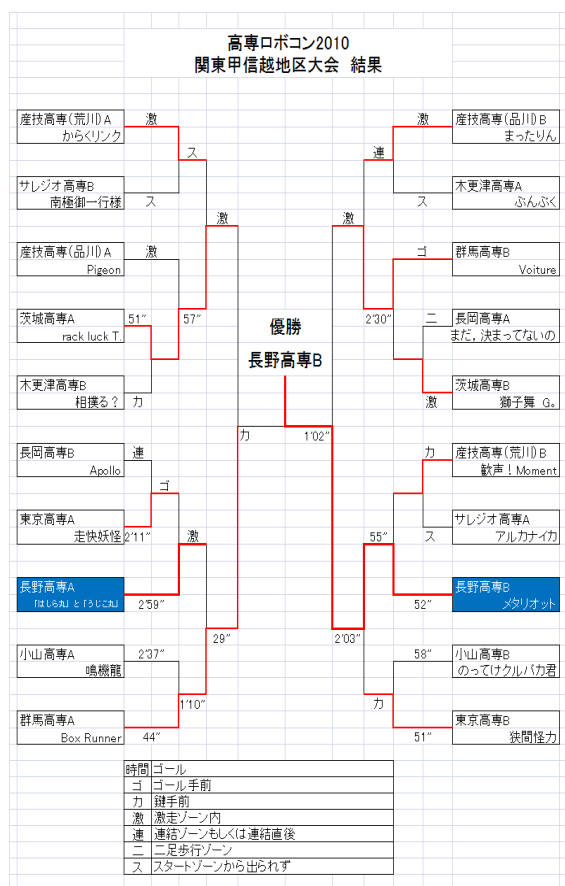 高専ロボコン2010
関東甲信越地区大会 結果
産技高専(荒川)A
からくリンク
激
ス
サレジオ高専B
南極御一行様
ス
激
産技高専(品川)A
Pigeon
激
茨城高専A
rack luck T.
51"
57"
木更津高専B
相撲る？
カ
長岡高専B
Apollo
連
ゴ
東京高専A
走快妖怪
2'11"
激
長野高専A
「はしら丸」と「うじこ丸」
2'59"
29"
小山高専A
鳴機龍
2'37"
1'10"
群馬高専A
Box Runner
44"
優勝
長野高専B
カ
1'02"
激
産技高専(品川)B
まったりん
連
木更津高専A
ぶんぶく
ス
激
ゴ
群馬高専B
Voiture
2'30"
二
長岡高専A
まだ，決まってないの
茨城高専B
獅子舞 G。
激
カ
産技高専(荒川)B
歓声！Moment
サレジオ高専A
アルカナイカ
ス
55"
長野高専B
メタリオット
52"
2'03"
58"
小山高専B
のってけクルパカ君
カ
東京高専B
狭間怪力
51"
時間 ゴール
ゴ ゴール手前
カ 鍵手前
激 激走ゾーン内
連 連結ゾーンもしくは連結直後
二 二足歩行ゾーン
ス スタートゾーンから出られず